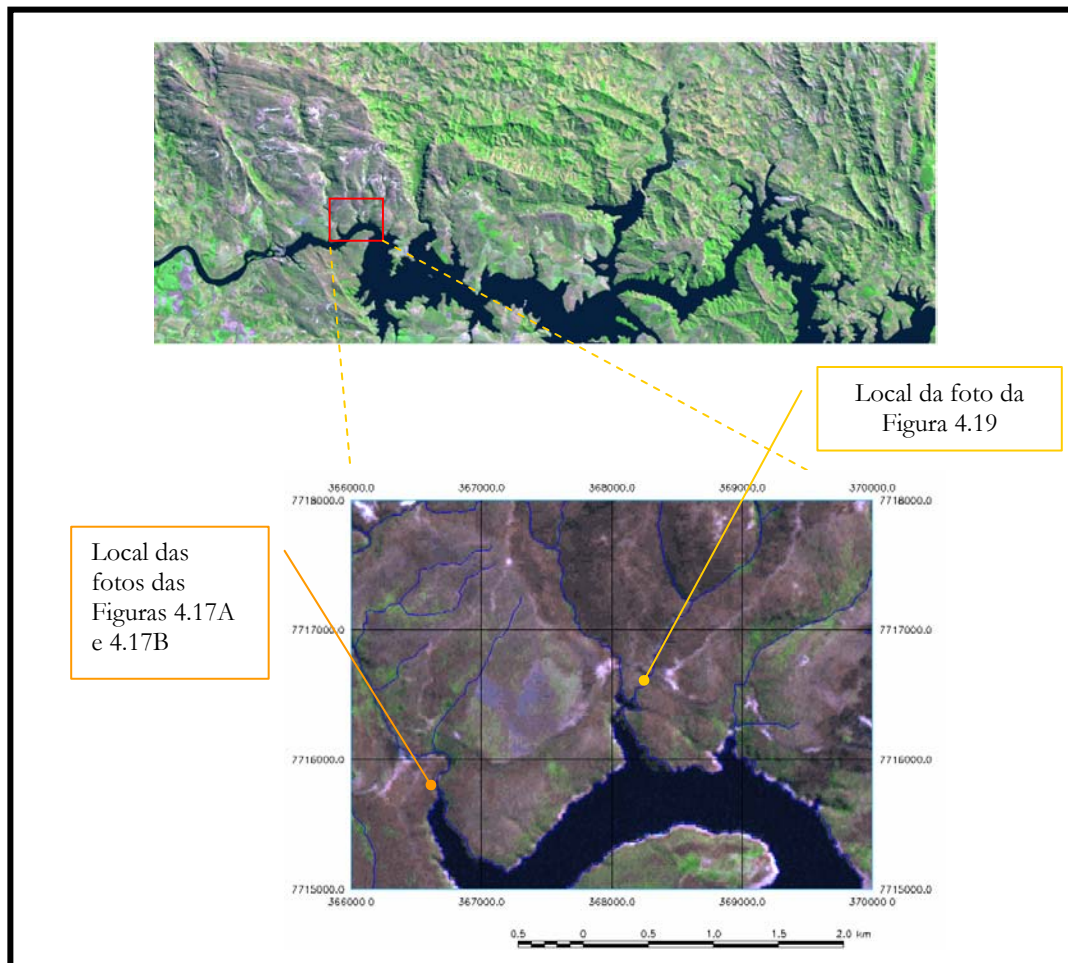 Local da foto da
Figura 4.19
Local das
fotos das
Figuras 4.17A
e 4.17B
366000.0 367000.0 368000.0 369000.0 370000.0
7718000.0 7718000.0
7717000.0 7717000.0
7716000.0 7716000.0
7715000.0 7715000.0
366000 0 367000.0 368000.0 369000.0 370000.0
0.5 0 0.5 1.0 1.5 2.0 km